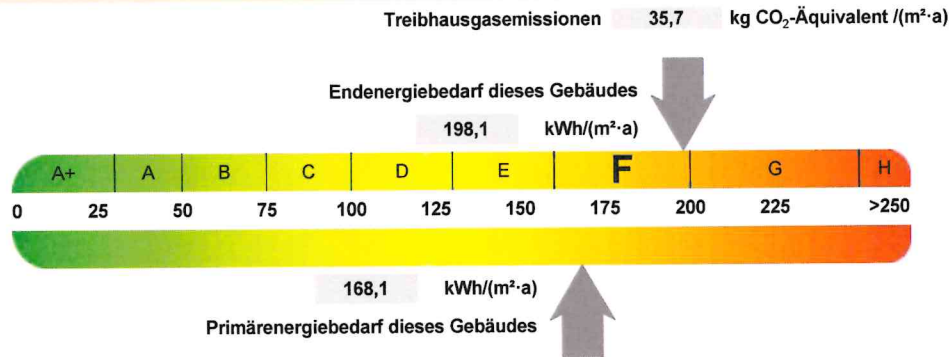 Treibhausgasemissionen 35,7 kg CO₂-Äquivalent /(m²·a)
Endenergiebedarf dieses Gebäudes
198,1 kWh/(m²·a)
A+ A B C D E F G H
0 25 50 75 100 125 150 175 200 225 >250
168,1 kWh/(m²·a)
Primärenergiebedarf dieses Gebäudes